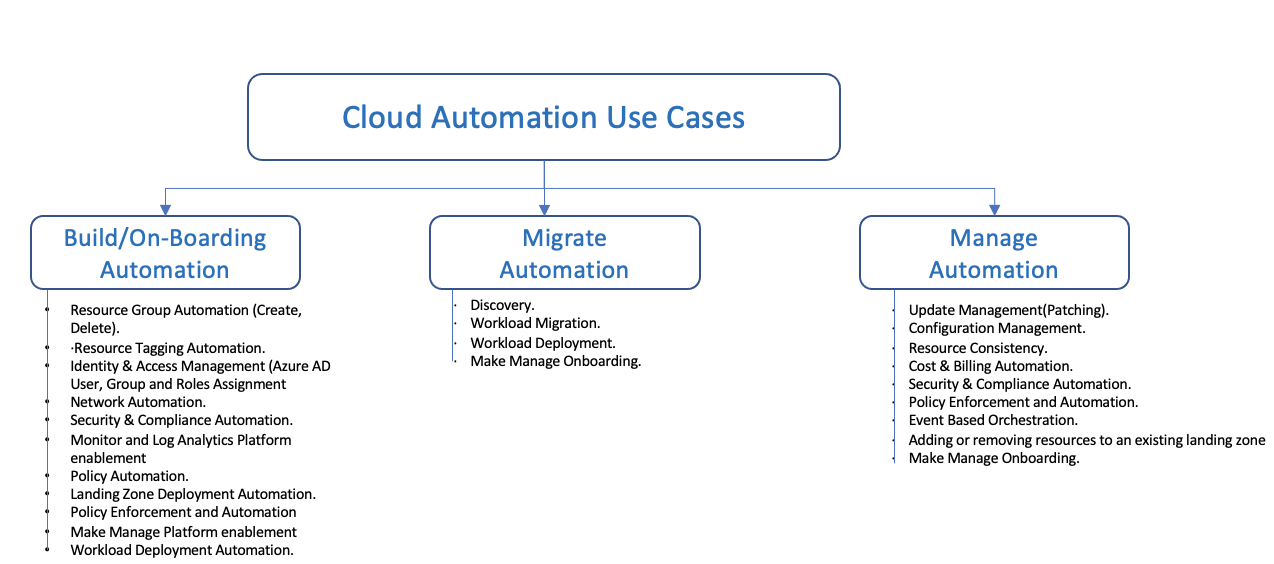 Cloud Automation Use Cases
Build/On-Boarding
Automation
• Resource Group Automation (Create,
Delete).
• ·Resource Tagging Automation.
• Identity & Access Management (Azure AD
User, Group and Roles Assignment
• Network Automation.
• Security & Compliance Automation.
• Monitor and Log Analytics Platform
enablement
• Policy Automation.
• Landing Zone Deployment Automation.
• Policy Enforcement and Automation
• Make Manage Platform enablement
• Workload Deployment Automation.
Migrate
Automation
· Discovery.
· Workload Migration.
· Workload Deployment.
· Make Manage Onboarding.
Manage
Automation
· Update Management(Patching).
· Configuration Management.
· Resource Consistency.
· Cost & Billing Automation.
· Security & Compliance Automation.
· Policy Enforcement and Automation.
· Event Based Orchestration.
· Adding or removing resources to an existing landing zone
· Make Manage Onboarding.